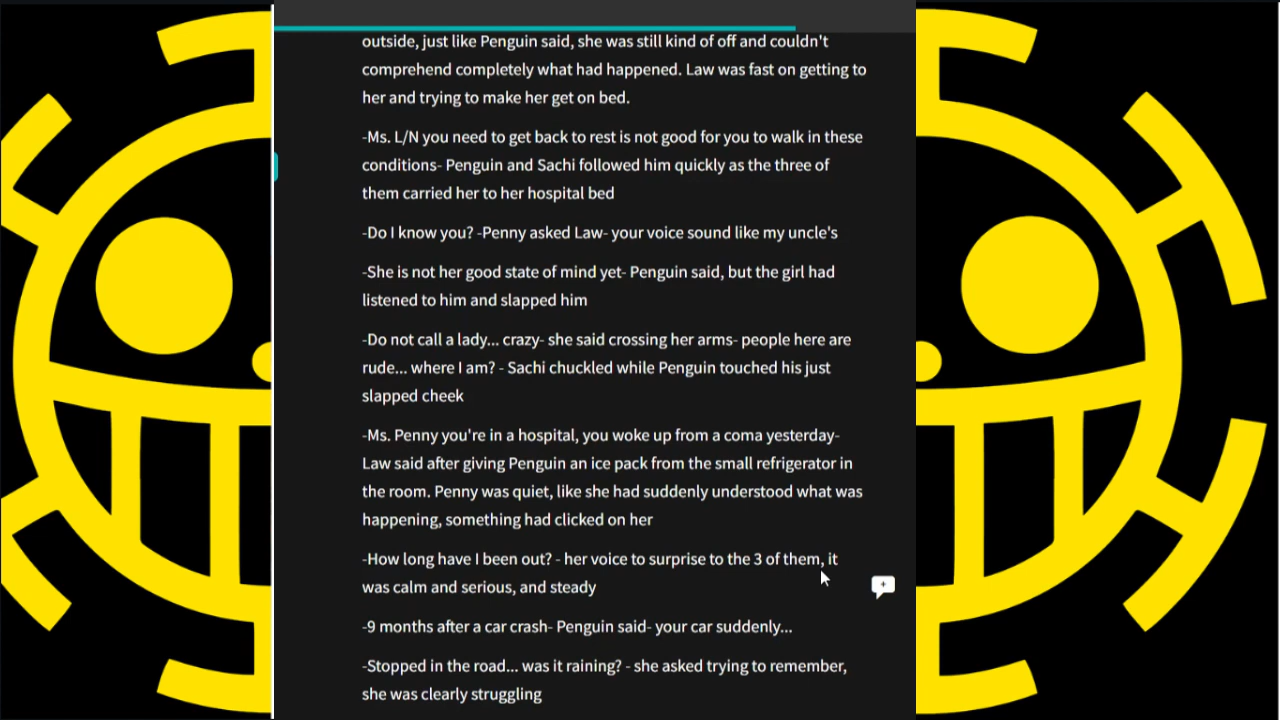 outside, just like Penguin said, she was still kind of off and couldn't
comprehend completely what had happened. Law was fast on getting to
her and trying to make her get on bed.
-Ms. L/N you need to get back to rest is not good for you to walk in these
conditions- Penguin and Sachi followed him quickly as the three of
them carried her to her hospital bed
-Do I know you? -Penny asked Law- your voice sound like my uncle's
-She is not her good state of mind yet- Penguin said, but the girl had
listened to him and slapped him
-Do not call a lady... crazy- she said crossing her arms- people here are
rude... where I am? - Sachi chuckled while Penguin touched his just
slapped cheek
-Ms. Penny you're in a hospital, you woke up from a coma yesterday-
Law said after giving Penguin an ice pack from the small refrigerator in
the room. Penny was quiet, like she had suddenly understood what was
happening, something had clicked on her
-How long have I been out? - her voice to surprise to the 3 of them, it
was calm and serious, and steady
-9 months after a car crash- Penguin said- your car suddenly...
-Stopped in the road... was it raining? - she asked trying to remember,
she was clearly struggling